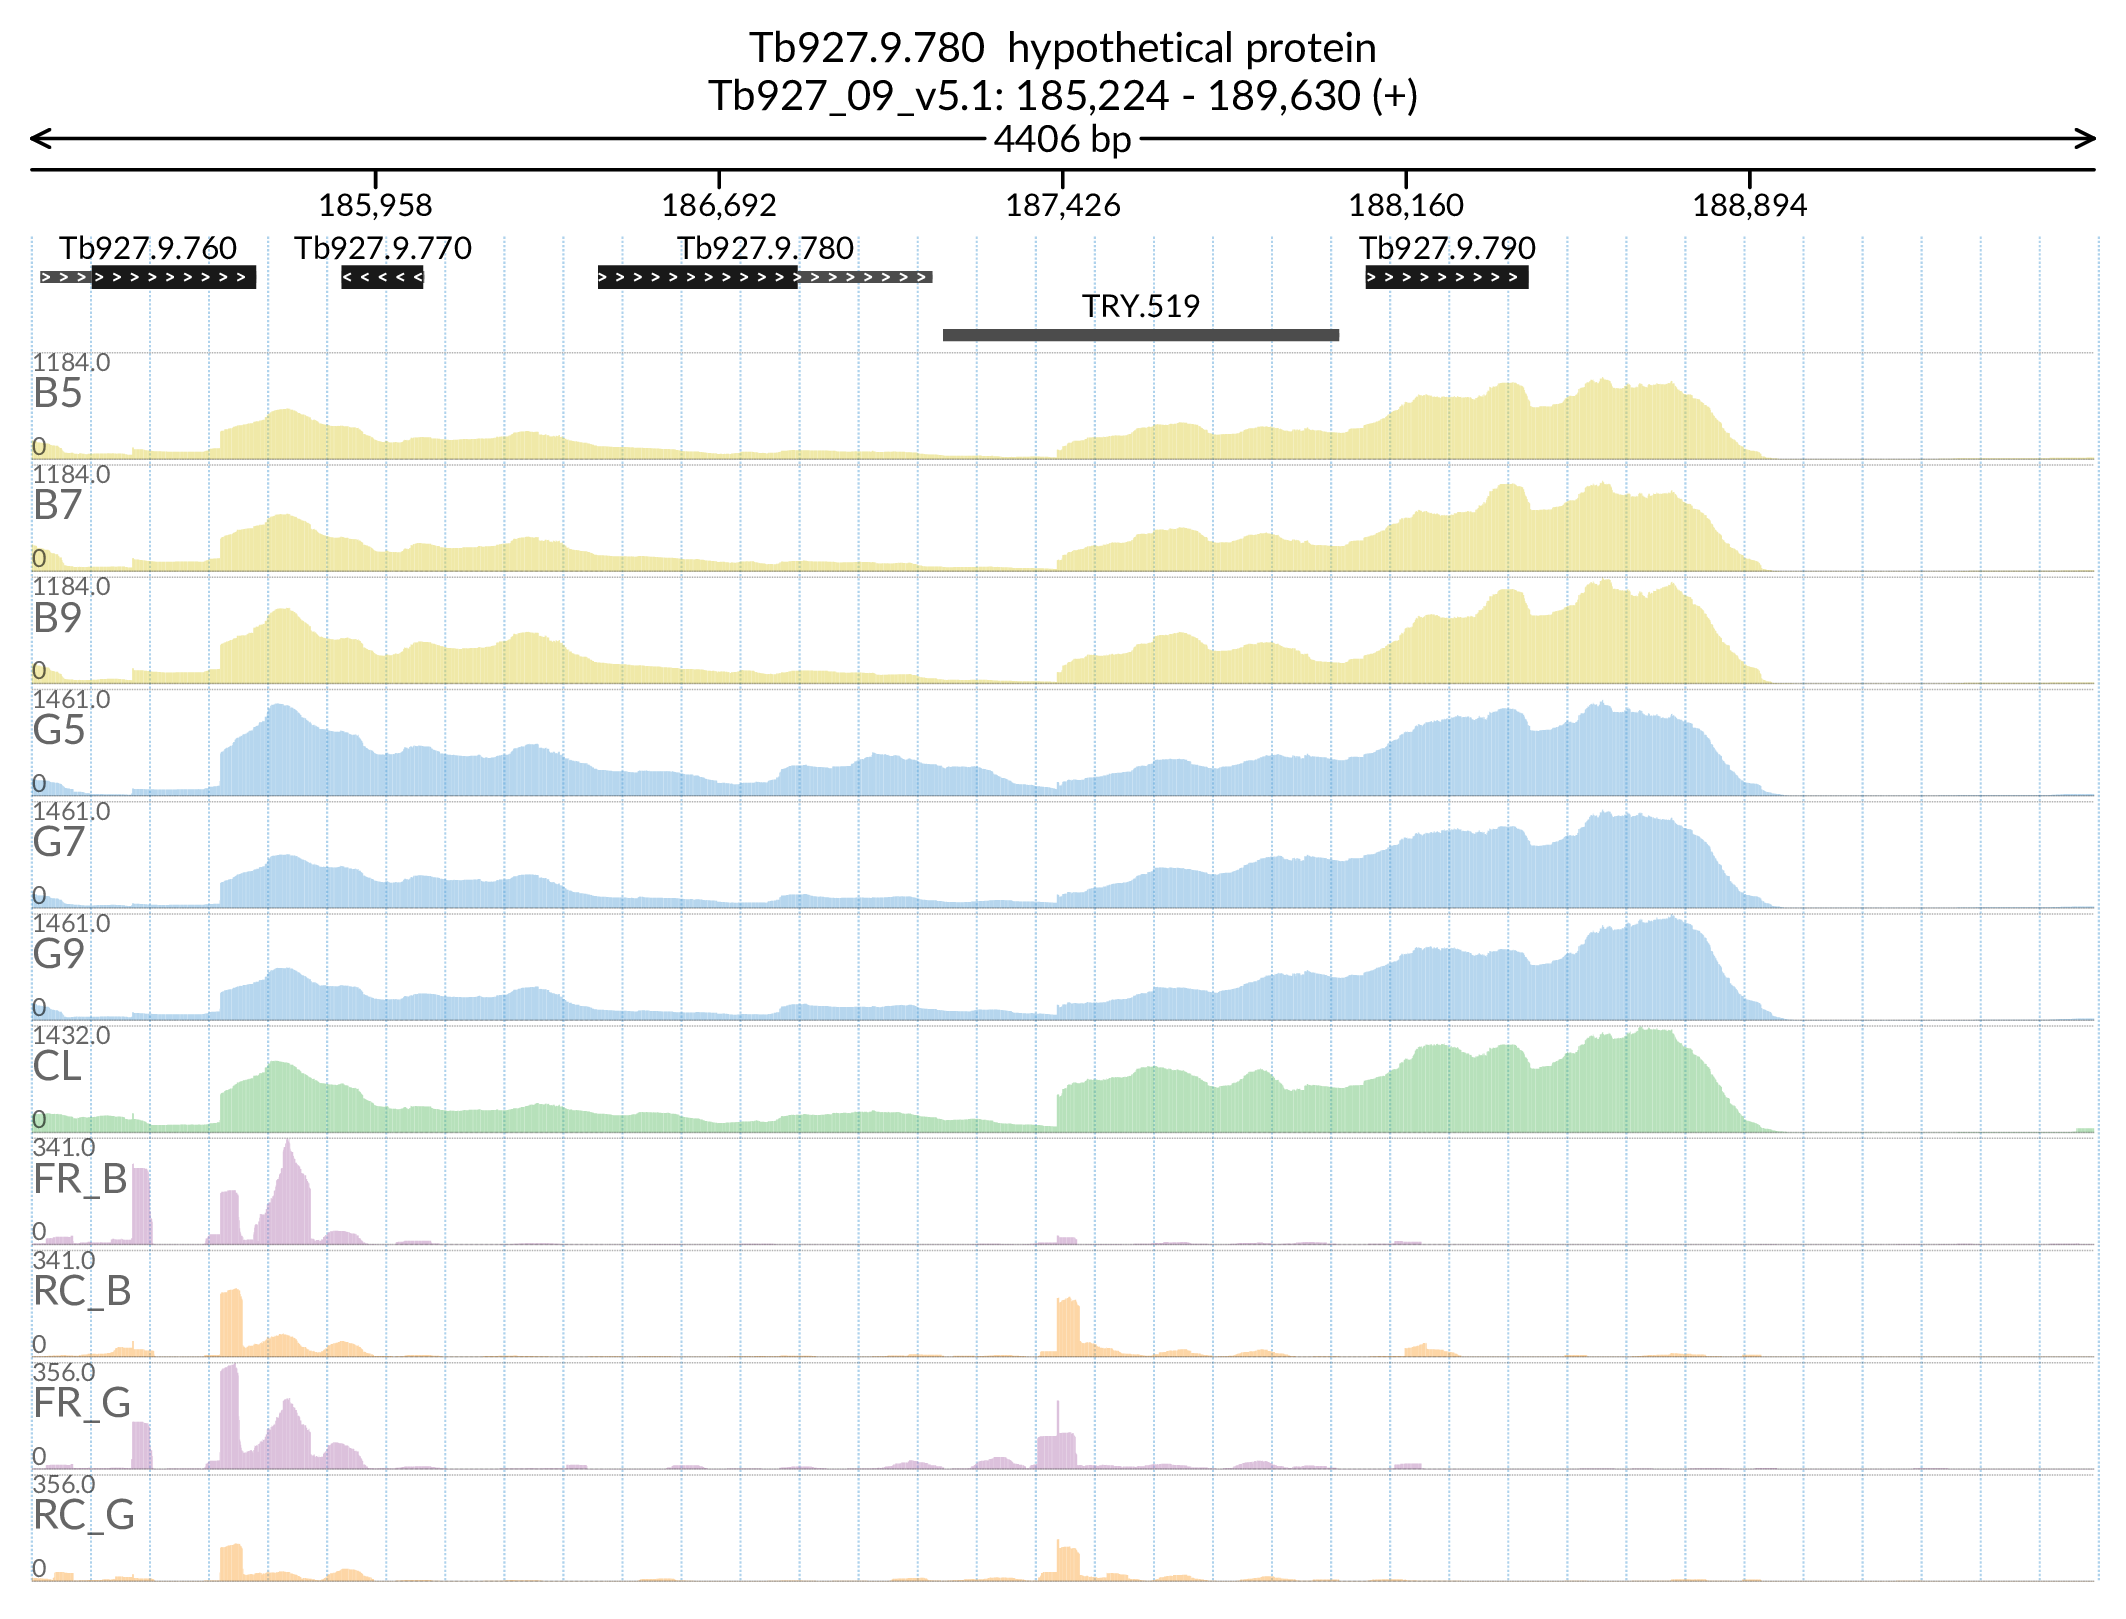 Tb927.9.780 hypothetical protein
Tb927_09_v5.1: 185,224 - 189,630 (+)
4406 bp
185,958 186,692 187,426 188,160 188,894
Tb927.9.760 Tb927.9.770 Tb927.9.780 Tb927.9.790
TRY.519
1184.0
B5
0
1184.0
B7
0
1184.0
B9
0
1461.0
G5
0
1461.0
G7
0
1461.0
G9
0
1432.0
CL
0
341.0
FR_B
0
341.0
RC_B
0
356.0
FR_G
0
356.0
RC_G
0